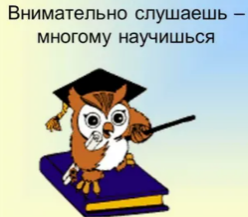 Внимательно слушаешь –
многому научишься